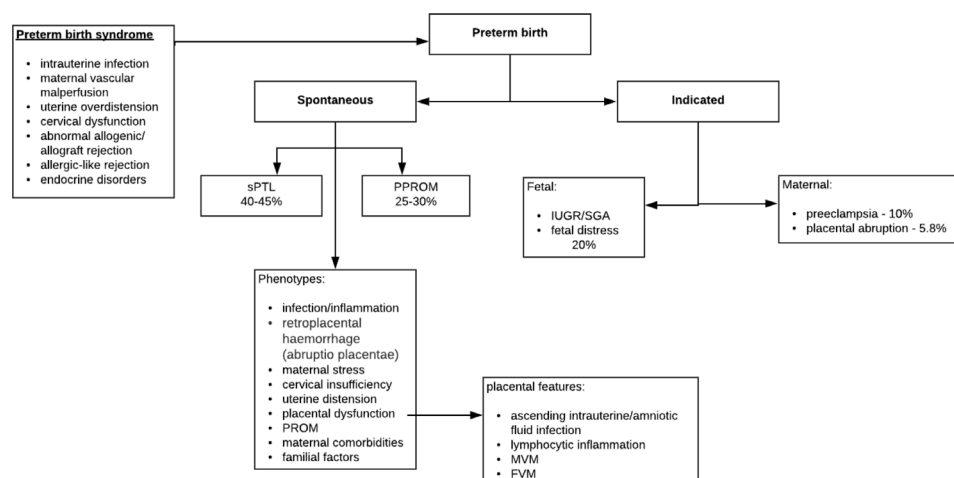 Preterm birth syndrome
• intrauterine infection
• maternal vascular
malperfusion
• uterine overdistension
• cervical dysfunction
• abnormal allogenic/
allograft rejection
• allergic-like rejection
• endocrine disorders
Preterm birth
Spontaneous
Indicated
sPTL
40-45%
PPROM
25-30%
Fetal:
• IUGR/SGA
• fetal distress
20%
Maternal:
• preeclampsia - 10%
• placental abruption - 5.8%
Phenotypes:
• infection/inflammation
• retroplacental
haemorrhage
(abruptio placentae)
• maternal stress
• cervical insufficiency
• uterine distension
• placental dysfunction
• PROM
• maternal comorbidities
• familial factors
placental features:
• ascending intrauterine/amniotic
fluid infection
• lymphocytic inflammation
• MVM
• FVM